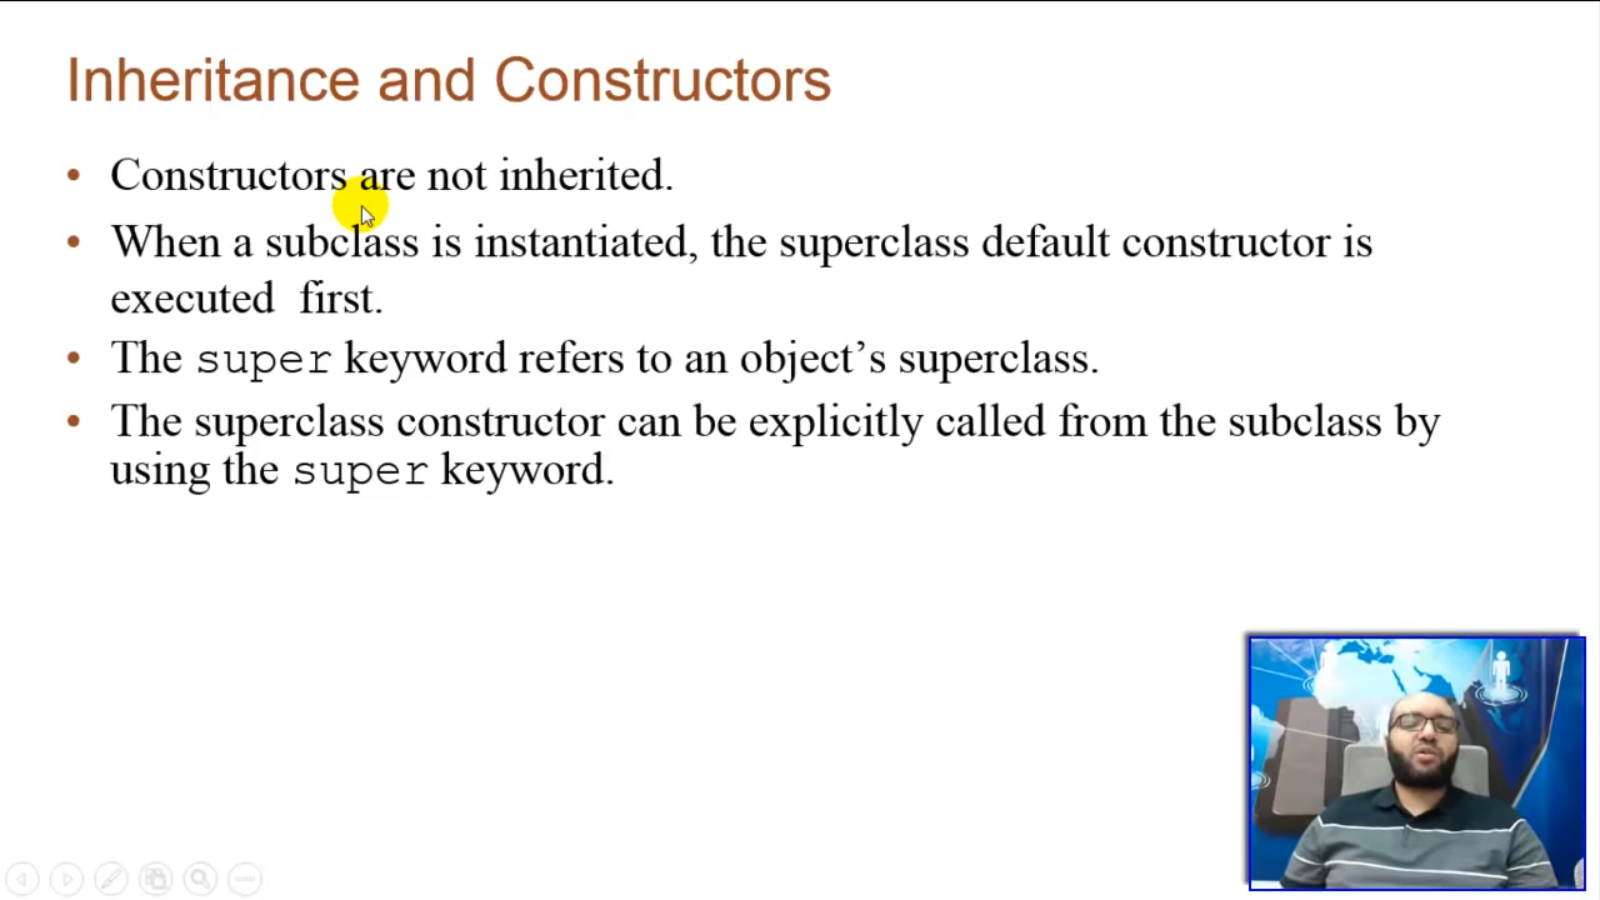 Inheritance and Constructors
• Constructors are not inherited.
• When a subclass is instantiated, the superclass default constructor is
executed first.
• The super keyword refers to an object’s superclass.
• The superclass constructor can be explicitly called from the subclass by
using the super keyword.